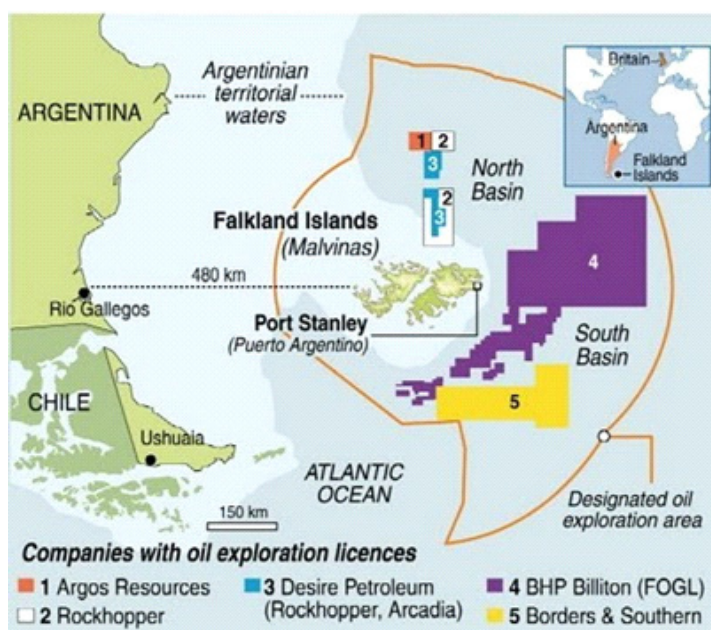 Argentinian
territorial
waters
ARGENTINA
Britain
Argentina
Falkland
Islands
1 2
3
North
Basin
2
3
Falkland Islands
(Malvinas)
4
480 km
Rio Gallegos
Port Stanley
(Puerto Argentino)
South
Basin
CHILE
5
Ushuaia
ATLANTIC
OCEAN
150 km
Designated oil
exploration area
Companies with oil exploration licences
1 Argos Resources
2 Rockhopper
3 Desire Petroleum
(Rockhopper, Arcadia)
4 BHP Billiton (FOGL)
5 Borders & Southern